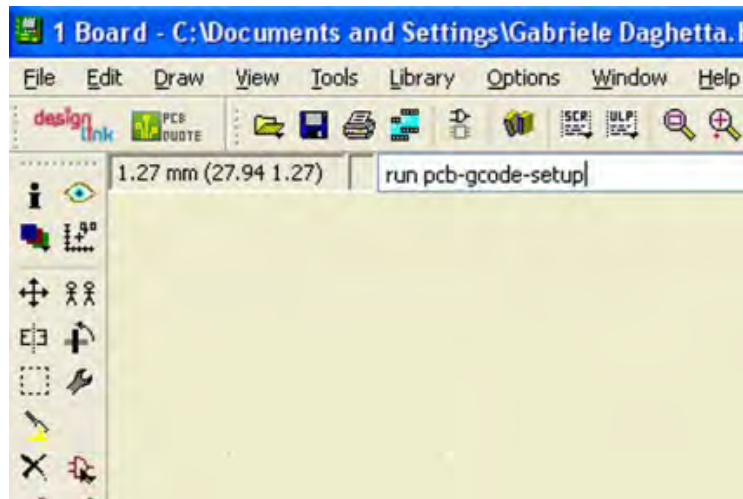 1 Board - C:\Documents and Settings\Gabriele Daghetta.
File Edit Draw View Tools Library Options Window Help
design link PCB QUOTE SCR ULP
1.27 mm (27.94 1.27) run pcb-gcode-setup